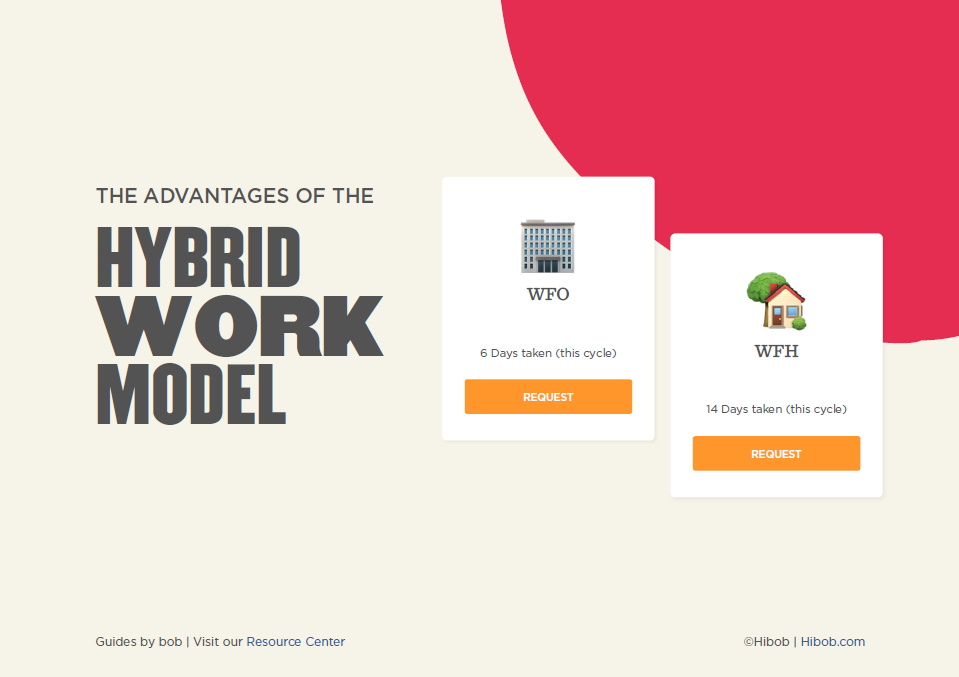 THE ADVANTAGES OF THE
HYBRID
WORK
MODEL
WFO
6 Days taken (this cycle)
REQUEST
WFH
14 Days taken (this cycle)
REQUEST
Guides by bob | Visit our Resource Center
©Hibob | Hibob.com